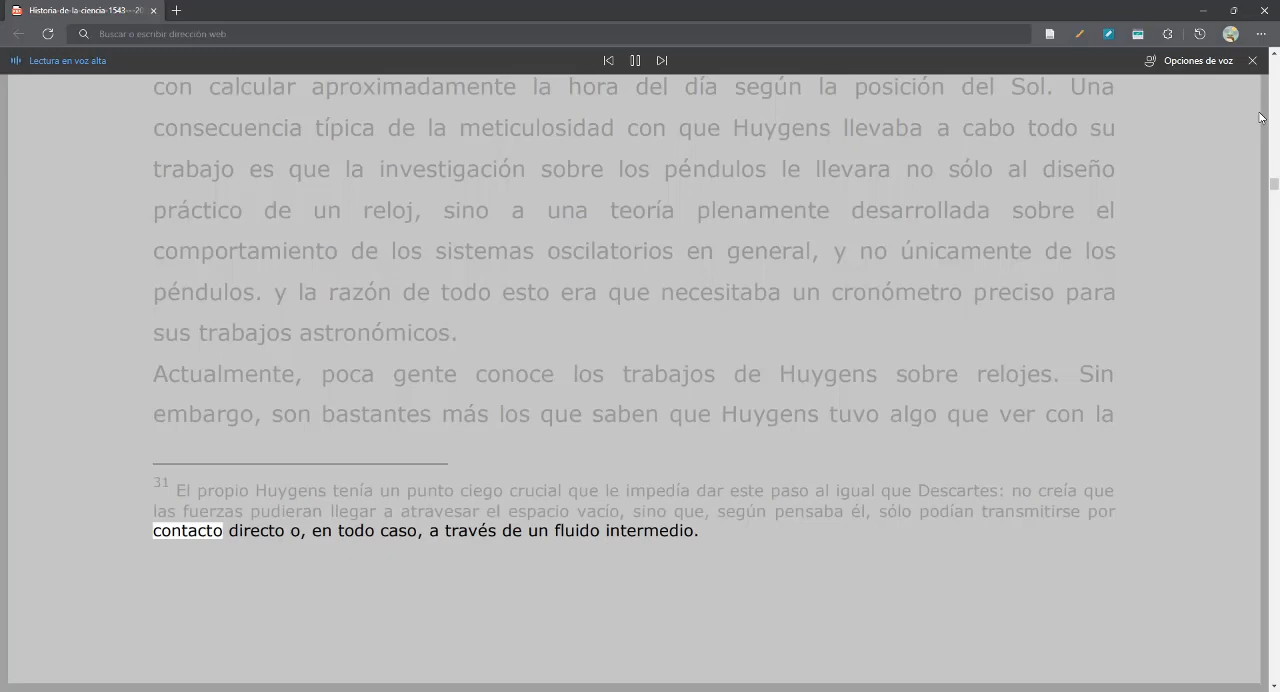 Historia-de-la-ciencia-1543---20
Buscar o escribir dirección web
Lectura en voz alta
Opciones de voz
con calcular aproximadamente la hora del día según la posición del Sol. Una
consecuencia típica de la meticulosidad con que Huygens llevaba a cabo todo su
trabajo es que la investigación sobre los péndulos le llevara no sólo al diseño
práctico de un reloj, sino a una teoría plenamente desarrollada sobre el
comportamiento de los sistemas oscilatorios en general, y no únicamente de los
péndulos. y la razón de todo esto era que necesitaba un cronómetro preciso para
sus trabajos astronómicos.
Actualmente, poca gente conoce los trabajos de Huygens sobre relojes. Sin
embargo, son bastantes más los que saben que Huygens tuvo algo que ver con la
31 El propio Huygens tenía un punto ciego crucial que le impedía dar este paso al igual que Descartes: no creía que
las fuerzas pudieran llegar a atravesar el espacio vacío, sino que, según pensaba él, sólo podían transmitirse por
contacto directo o, en todo caso, a través de un fluido intermedio.